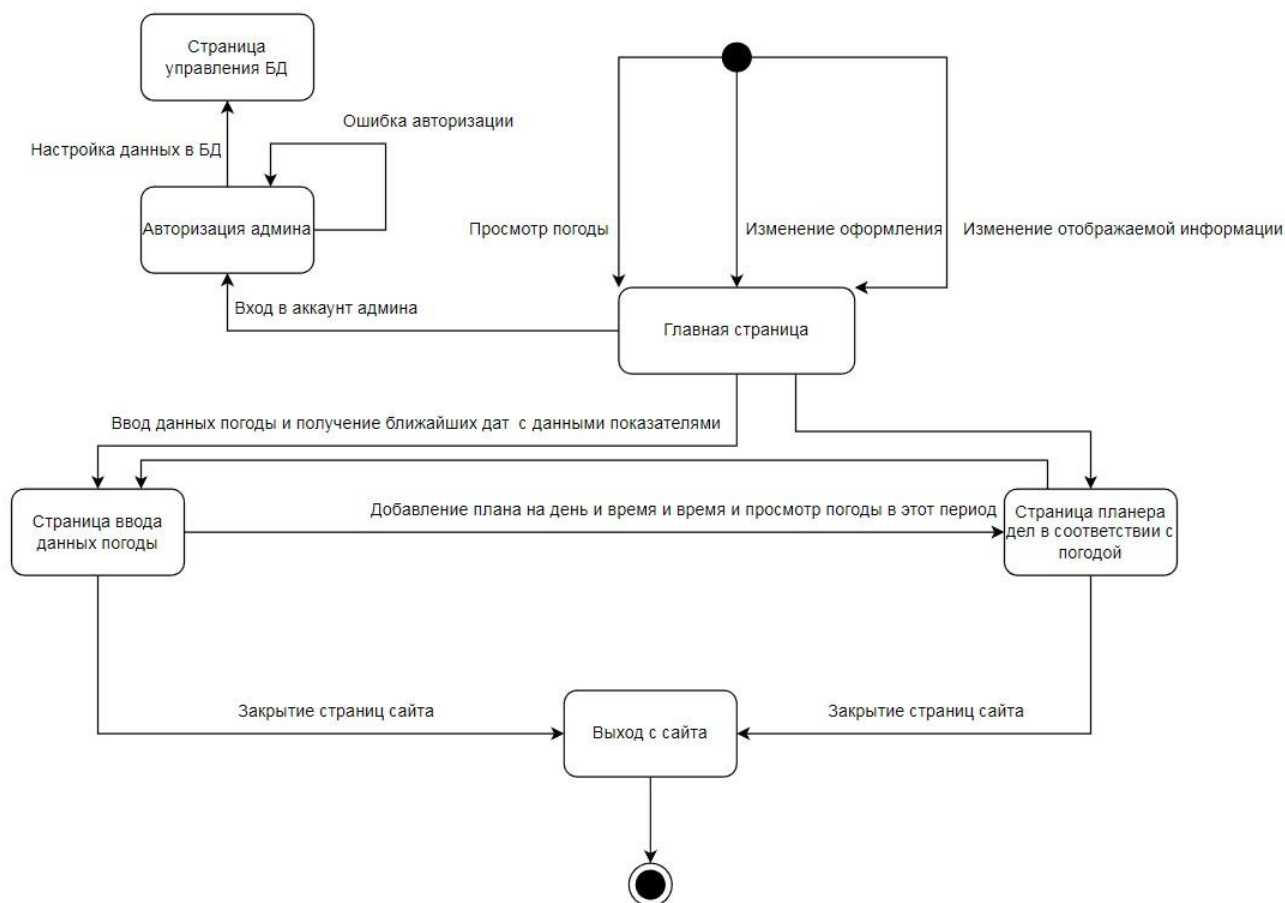 Страница
управления БД
Ошибка авторизации
Настройка данных в БД
Авторизация админа
Просмотр погоды
Изменение оформления
Изменение отображаемой информации
Вход в аккаунт админа
Главная страница
Ввод данных погоды и получение ближайших дат с данными показателями
Страница ввода
данных погоды
Добавление плана на день и время и время и просмотр погоды в этот период
Страница планера
дел в соответствии с
погодой
Закрытие страниц сайта
Выход с сайта
Закрытие страниц сайта